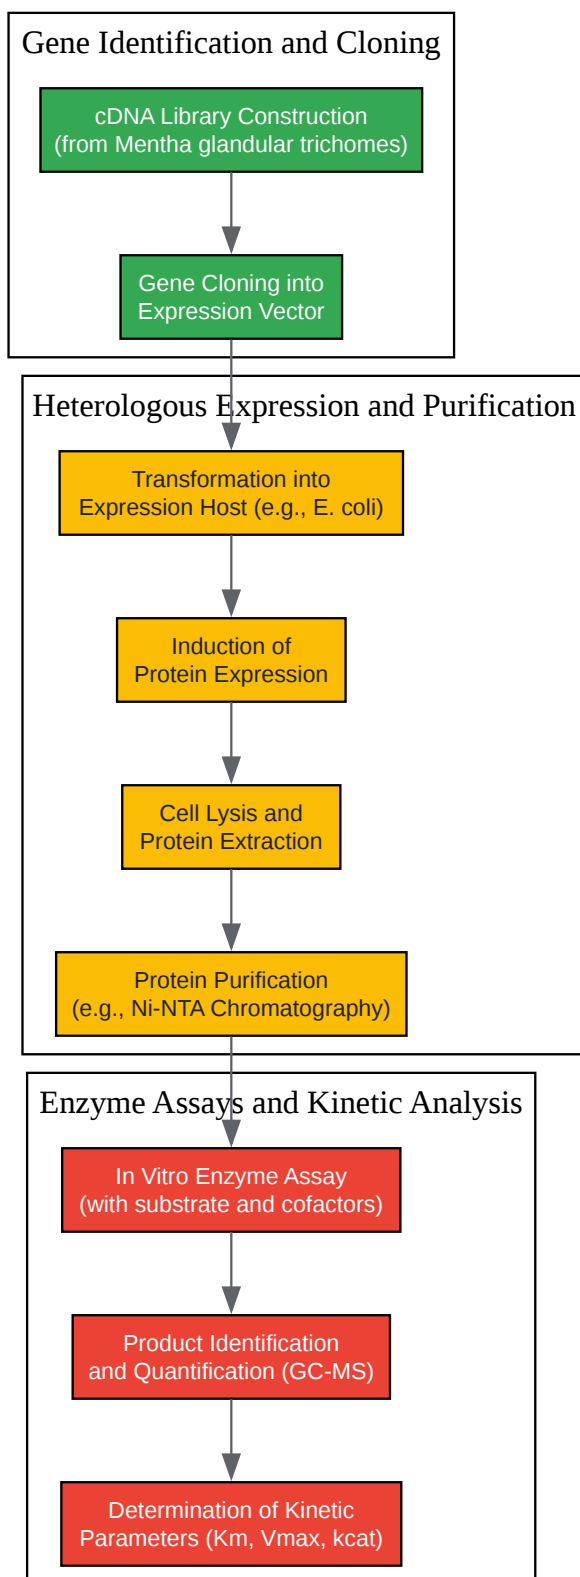 Gene Identification and Cloning
cDNA Library Construction
(from Mentha glandular trichomes)
Gene Cloning into
Expression Vector
Heterologous Expression and Purification
Transformation into
Expression Host (e.g., E. coli)
Induction of
Protein Expression
Cell Lysis and
Protein Extraction
Protein Purification
(e.g., Ni-NTA Chromatography)
Enzyme Assays and Kinetic Analysis
In Vitro Enzyme Assay
(with substrate and cofactors)
Product Identification
and Quantification (GC-MS)
Determination of Kinetic
Parameters (Km, Vmax, kcat)